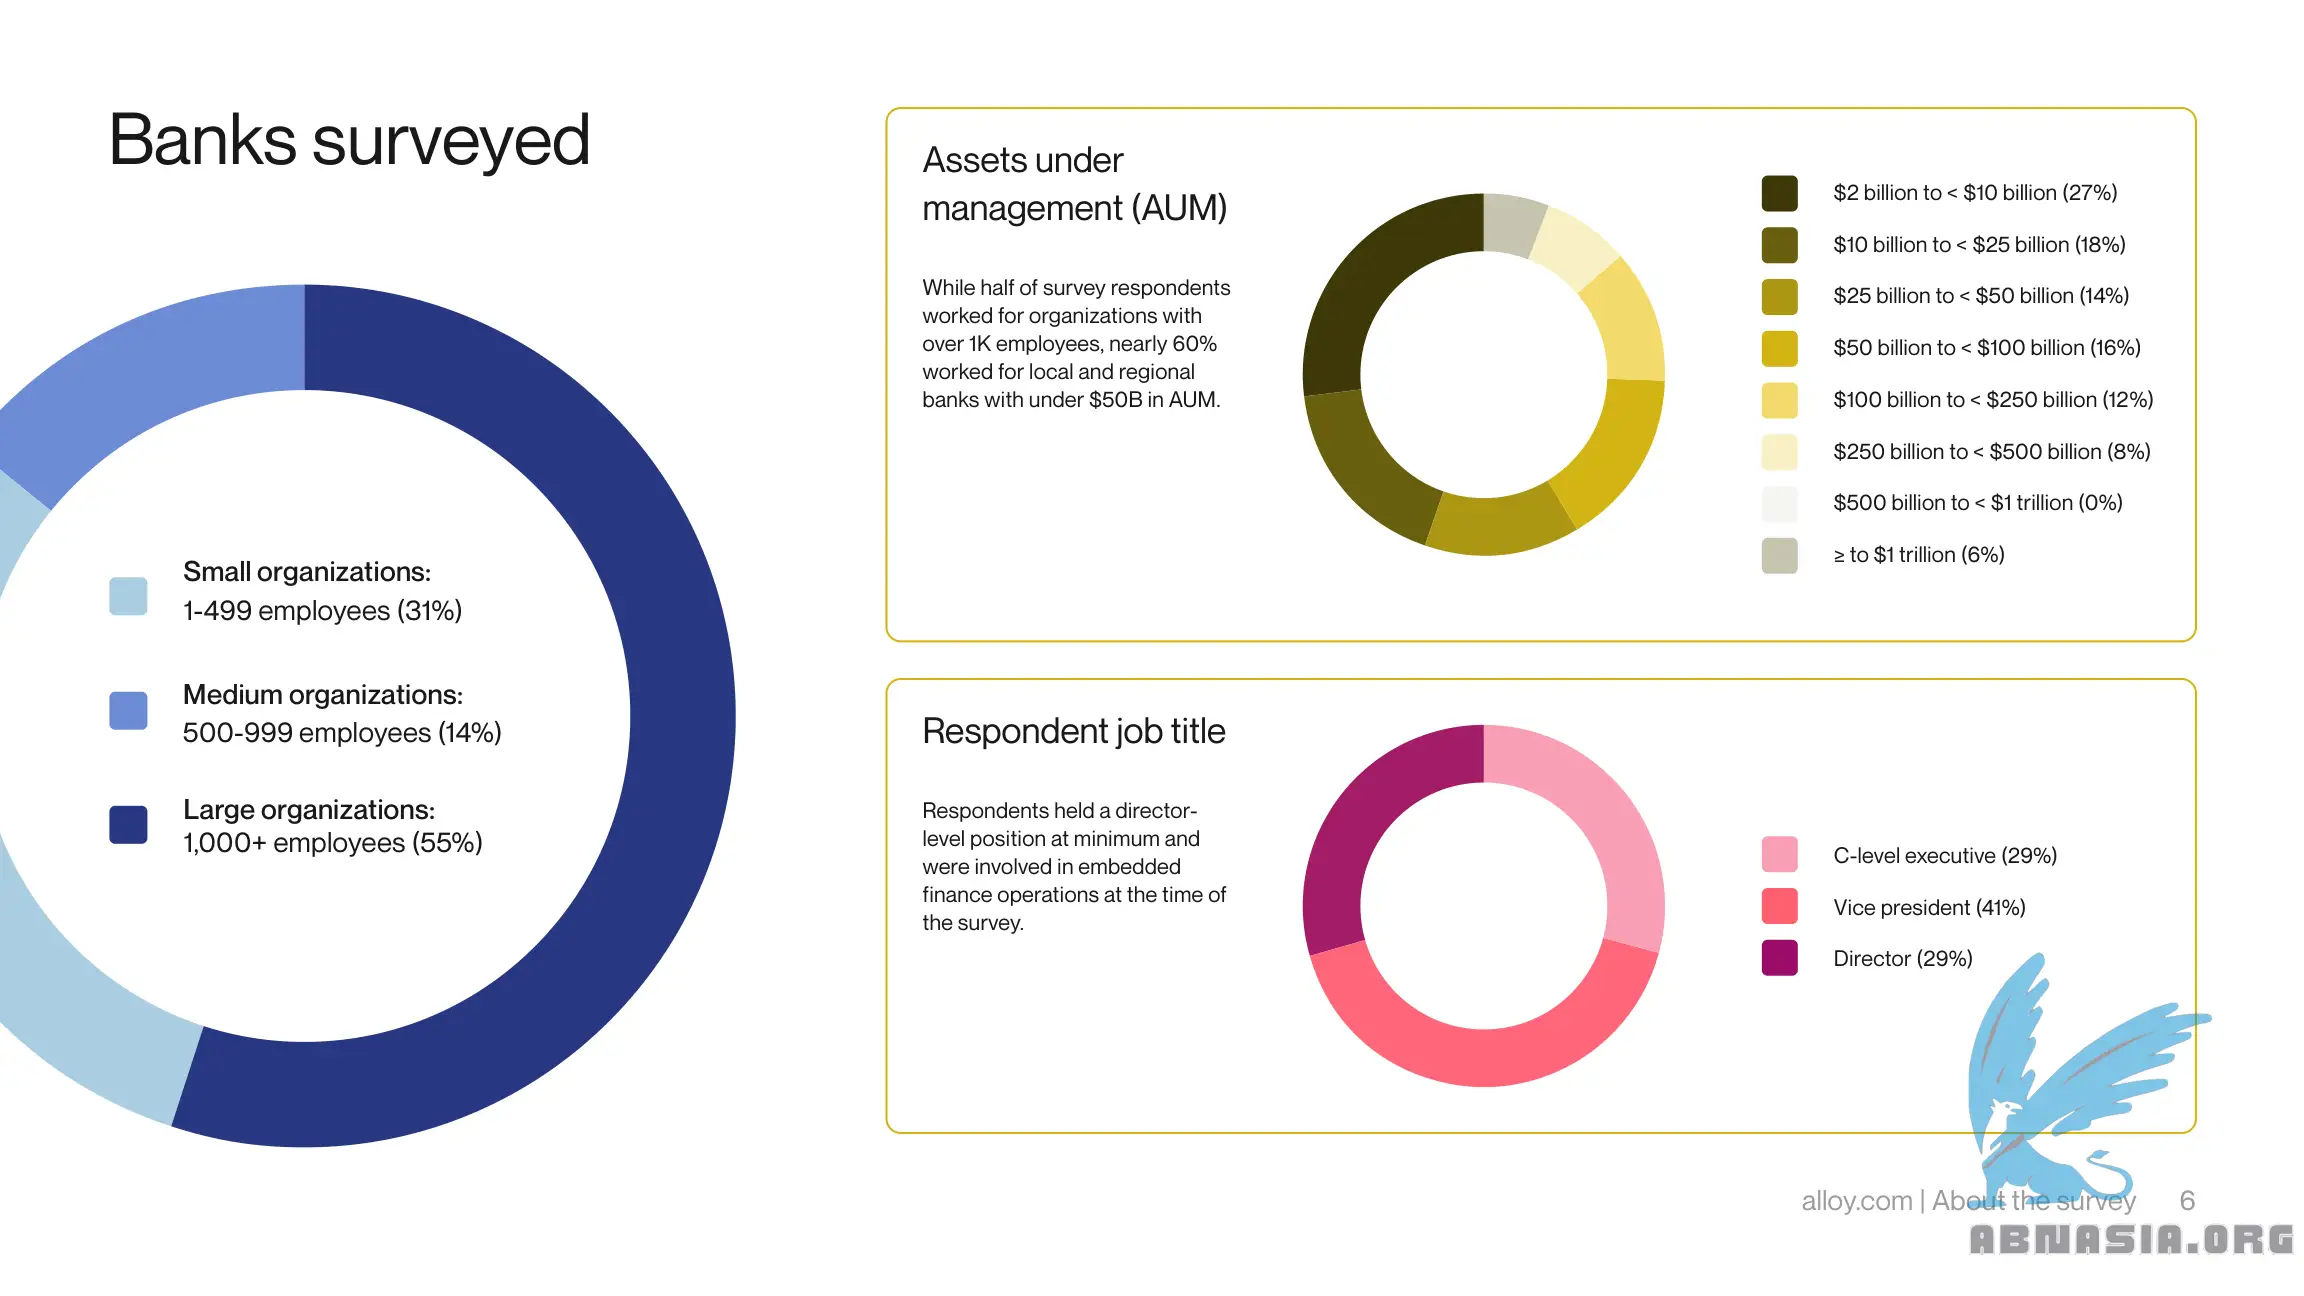 Banks surveyed
Small organizations:
1-499 employees (31%)
Medium organizations:
500-999 employees (14%)
Large organizations:
1,000+ employees (55%)
Assets under
management (AUM)
While half of survey respondents
worked for organizations with
over 1K employees, nearly 60%
worked for local and regional
banks with under $50B in AUM.
$2 billion to < $10 billion (27%)
$10 billion to < $25 billion (18%)
$25 billion to < $50 billion (14%)
$50 billion to < $100 billion (16%)
$100 billion to < $250 billion (12%)
$250 billion to < $500 billion (8%)
$500 billion to < $1 trillion (0%)
≥ to $1 trillion (6%)
Respondent job title
Respondents held a director-
level position at minimum and
were involved in embedded
finance operations at the time of
the survey.
C-level executive (29%)
Vice president (41%)
Director (29%)
alloy.com | About the survey 6
ABNASIA.ORG